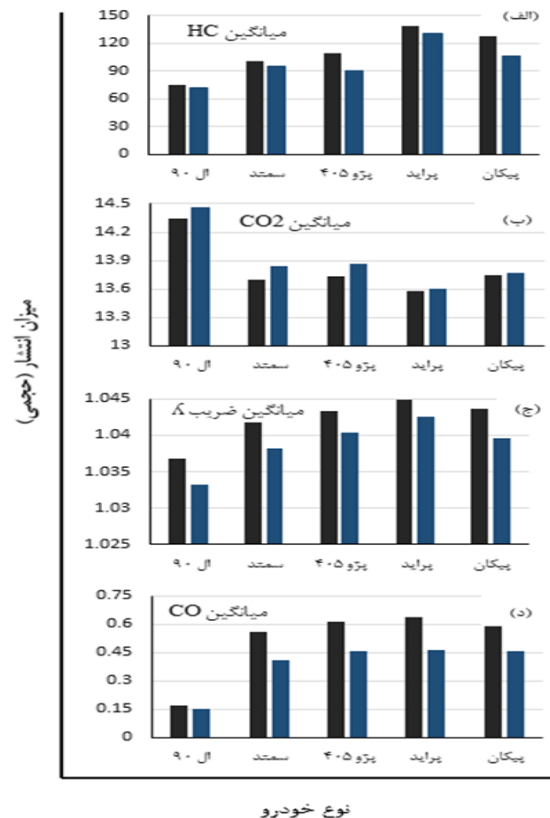 میزان انتشار (حجمی)
(الف)
میانگین HC
150
120
90
60
30
0
ال ۹۰ سمتد پژو ۴۰۵ پراید پیکان
(ب)
میانگین CO2
14.5
14.2
13.9
13.6
13.3
13
ال ۹۰ سمتد پژو ۴۰۵ پراید پیکان
(ج)
میانگین ضریب ʎ
1.045
1.04
1.035
1.03
1.025
ال ۹۰ سمتد پژو ۴۰۵ پراید پیکان
(د)
میانگین CO
0.75
0.6
0.45
0.3
0.15
0
ال ۹۰ سمتد پژو ۴۰۵ پراید پیکان
نوع خودرو